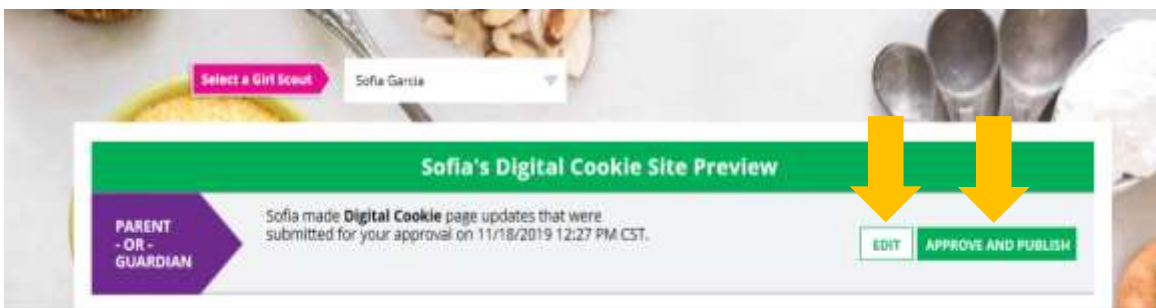 Select a Girl Scout
Sofia Garcia
Sofia's Digital Cookie Site Preview
PARENT
- OR -
GUARDIAN
Sofia made Digital Cookie page updates that were
submitted for your approval on 11/18/2019 12:27 PM CST.
EDIT
APPROVE AND PUBLISH